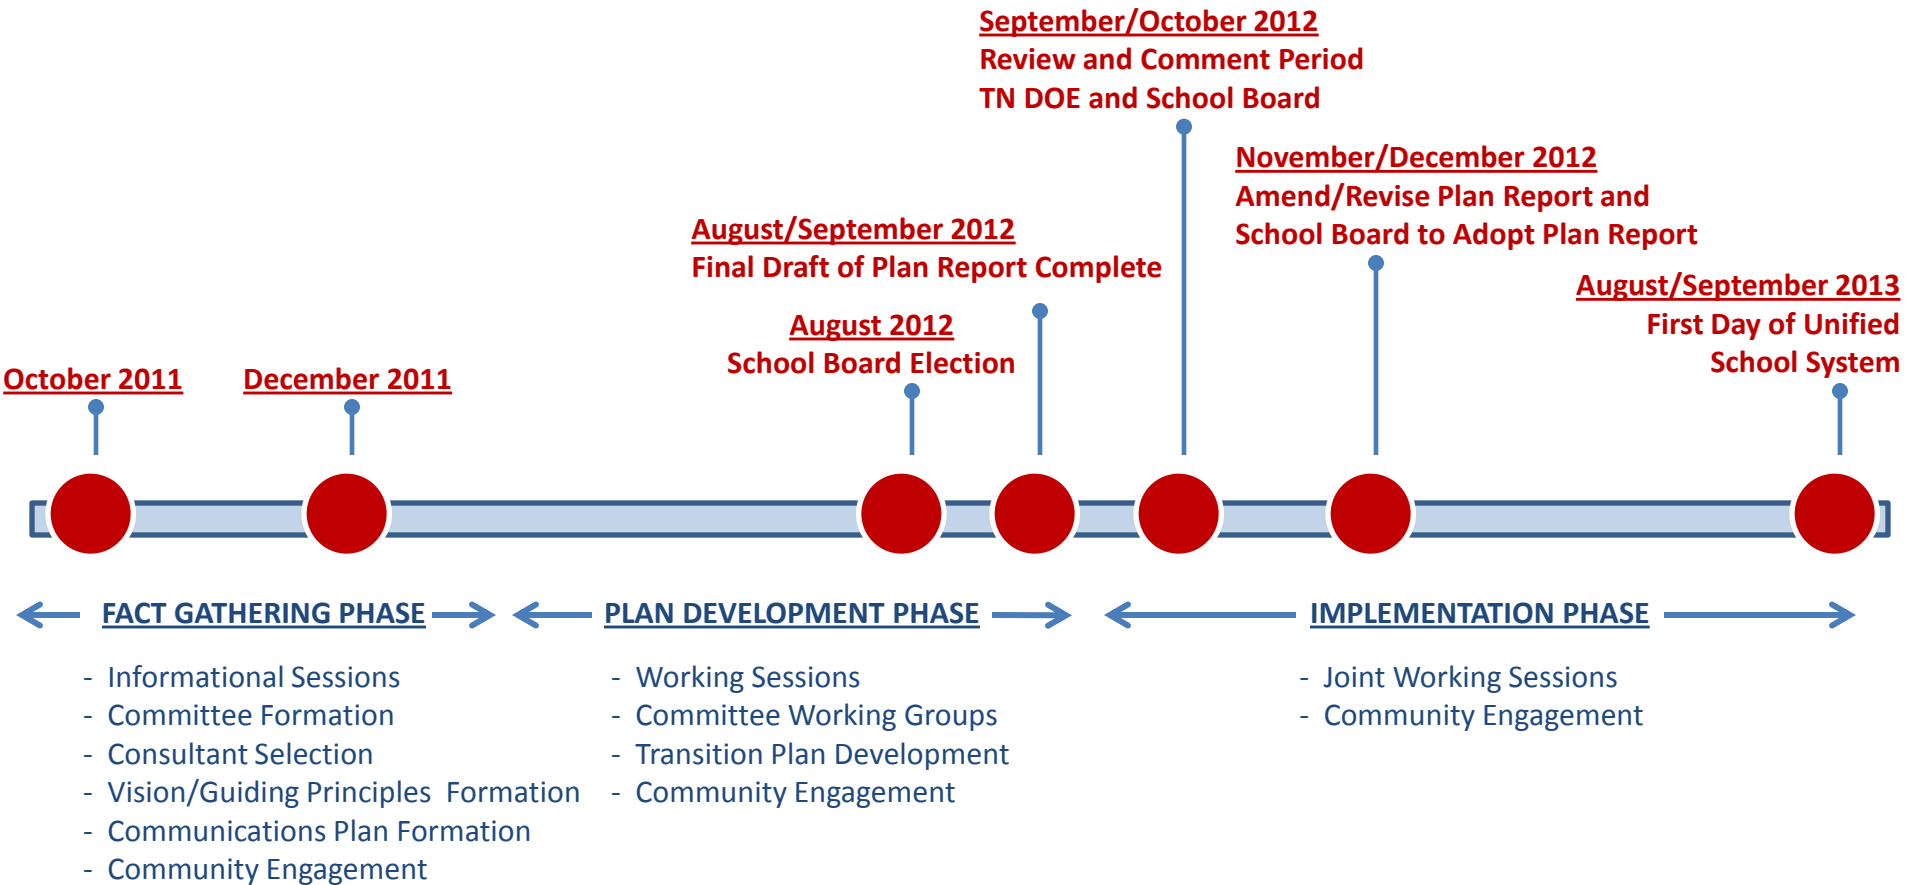 September/October 2012
Review and Comment Period
TN DOE and School Board
November/December 2012
Amend/Revise Plan Report and
School Board to Adopt Plan Report
August/September 2012
Final Draft of Plan Report Complete
August/September 2013
First Day of Unified
School System
August 2012
School Board Election
October 2011
December 2011
FACT GATHERING PHASE
- Informational Sessions
- Committee Formation
- Consultant Selection
- Vision/Guiding Principles Formation
- Communications Plan Formation
- Community Engagement
PLAN DEVELOPMENT PHASE
- Working Sessions
- Committee Working Groups
- Transition Plan Development
- Community Engagement
IMPLEMENTATION PHASE
- Joint Working Sessions
- Community Engagement